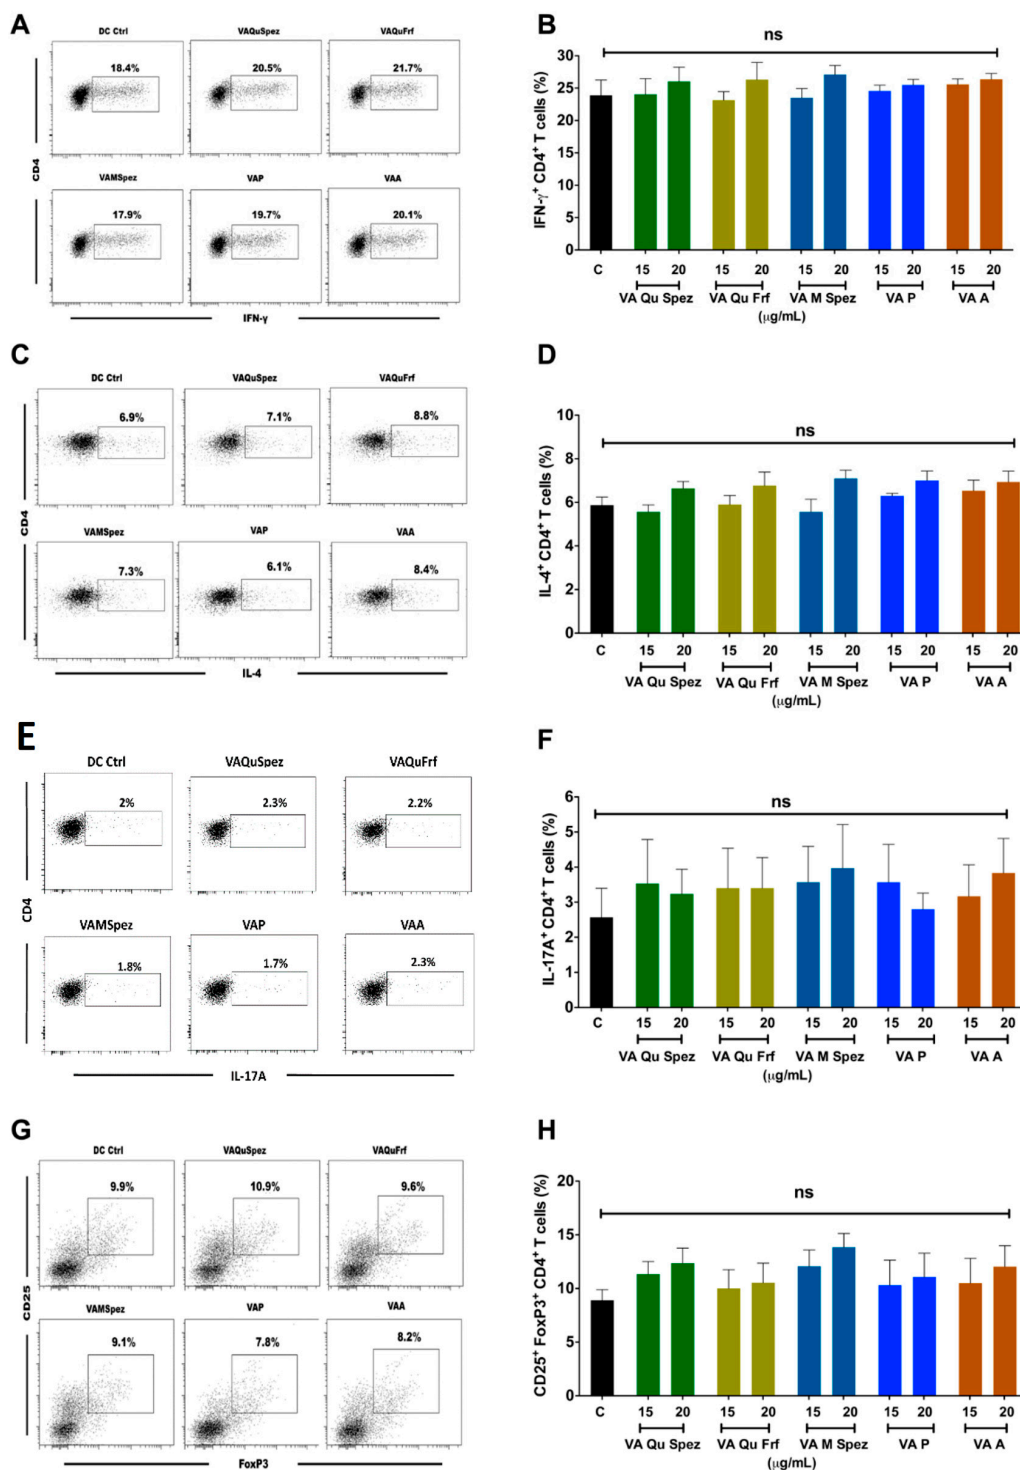 A
DC Ctrl
VAQuSpez
VAQuFrf
18.4%
20.5%
21.7%
VAMSpez
VAP
VAA
17.9%
19.7%
20.1%
CD4
IFN-γ
B
ns
IFN-γ⁺ CD4⁺ T cells (%)
30
25
20
15
10
5
0
C 15 20 15 20 15 20 15 20 15 20
VA Qu Spez VA Qu Frf VA M Spez VA P VA A
(µg/mL)
C
DC Ctrl
VAQuSpez
VAQuFrf
6.9%
7.1%
8.8%
VAMSpez
VAP
VAA
7.3%
6.1%
8.4%
CD4
IL-4
D
ns
IL-4⁺ CD4⁺ T cells (%)
10
8
6
4
2
0
C 15 20 15 20 15 20 15 20 15 20
VA Qu Spez VA Qu Frf VA M Spez VA P VA A
(µg/mL)
E
DC Ctrl
VAQuSpez
VAQuFrf
2%
2.3%
2.2%
VAMSpez
VAP
VAA
1.8%
1.7%
2.3%
CD4
IL-17A
F
ns
IL-17A⁺ CD4⁺ T cells (%)
6
5
4
3
2
1
0
C 15 20 15 20 15 20 15 20 15 20
VA Qu Spez VA Qu Frf VA M Spez VA P VA A
(µg/mL)
G
DC Ctrl
VAQuSpez
VAQuFrf
9.9%
10.9%
9.6%
VAMSpez
VAP
VAA
9.1%
7.8%
8.2%
CD25
FoxP3
H
ns
CD25⁺ FoxP3⁺ CD4⁺ T cells (%)
20
15
10
5
0
C 15 20 15 20 15 20 15 20 15 20
VA Qu Spez VA Qu Frf VA M Spez VA P VA A
(µg/mL)